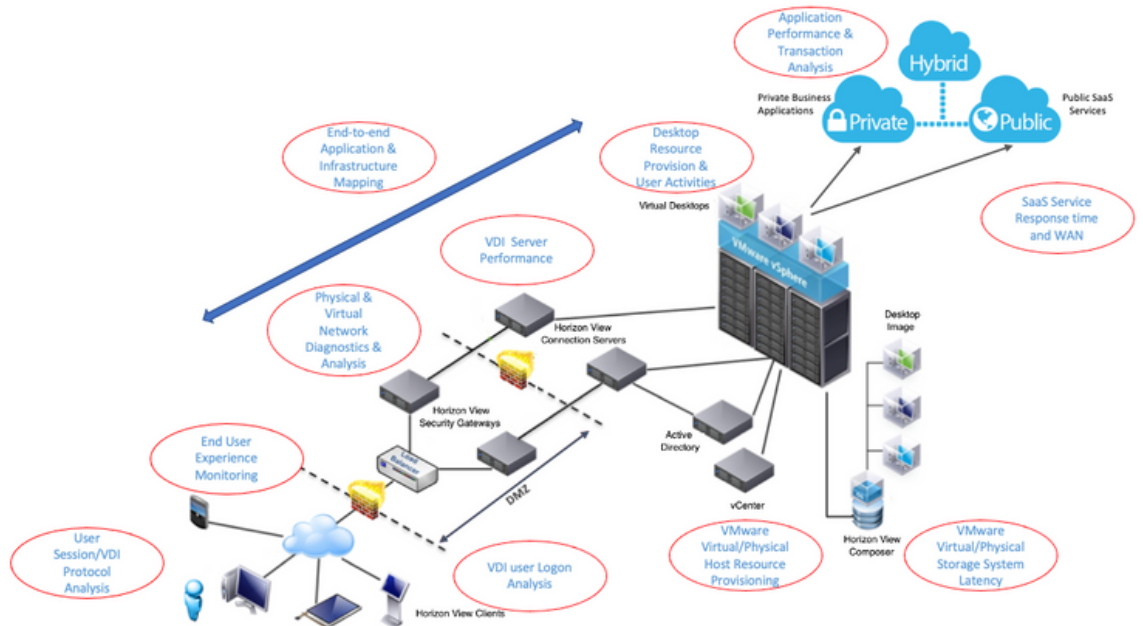 Application
Performance &
Transaction
Analysis
Hybrid
Private Business
Applications
Private
Public
Public SaaS
Services
End-to-end
Application &
Infrastructure
Mapping
Desktop
Resource
Provision &
User Activities
Virtual Desktops
SaaS Service
Response time
and WAN
VMware vSphere
VDI Server
Performance
Physical &
Virtual
Network
Diagnostics &
Analysis
Horizon View
Connection Servers
Desktop
Image
Horizon View
Security Gateways
Active
Directory
End User
Experience
Monitoring
Load
Balancer
DMZ
vCenter
Horizon View
Composer
User
Session/VDI
Protocol
Analysis
VDI user Logon
Analysis
VMware
Virtual/Physical
Host Resource
Provisioning
VMware
Virtual/Physical
Storage System
Latency
Horizon View Clients